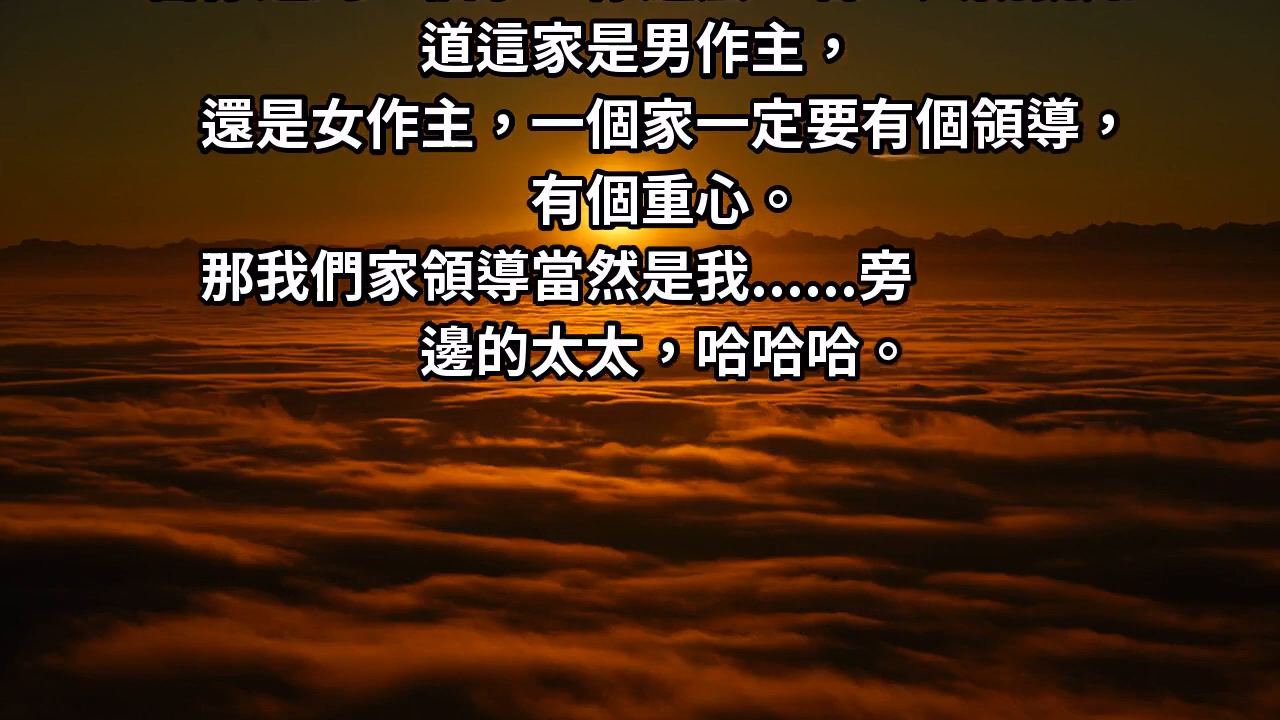 道這家是男作主，
還是女作主，一個家一定要有個領導，
有個重心。
那我們家領導當然是我......旁
邊的太太，哈哈哈。